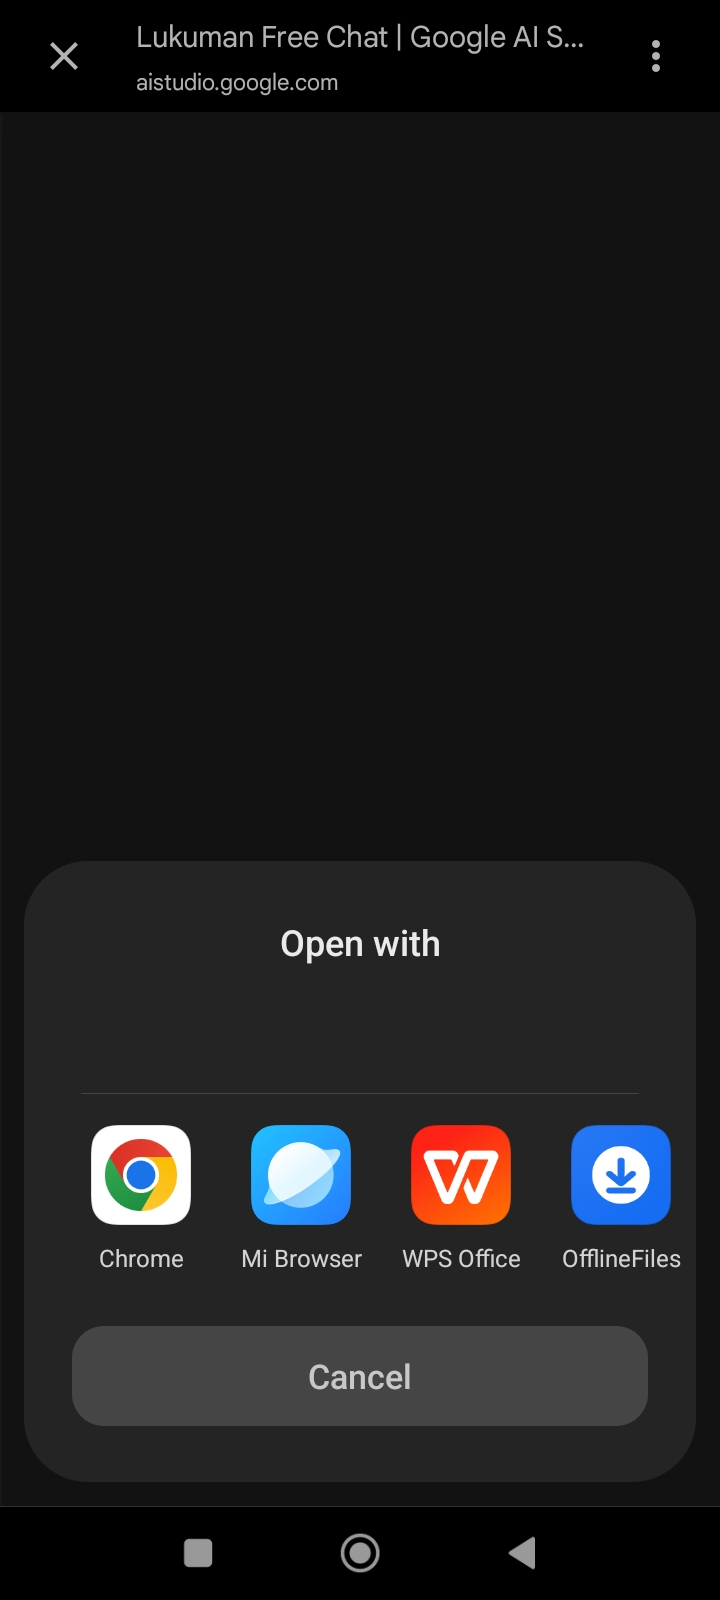 Lukuman Free Chat | Google AI S...
aistudio.google.com
Open with
Chrome
Mi Browser
WPS Office
OfflineFiles
Cancel